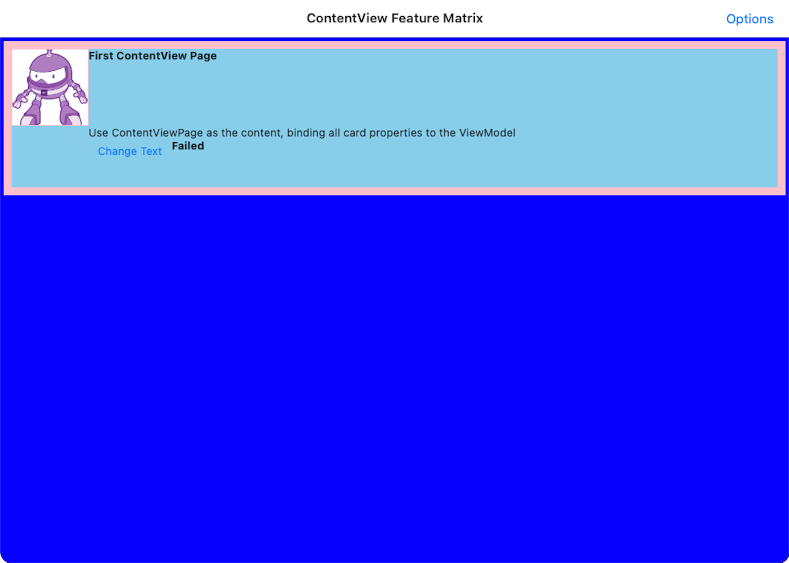 ContentView Feature Matrix
Options
First ContentView Page
Use ContentViewPage as the content, binding all card properties to the ViewModel
Change Text
Failed